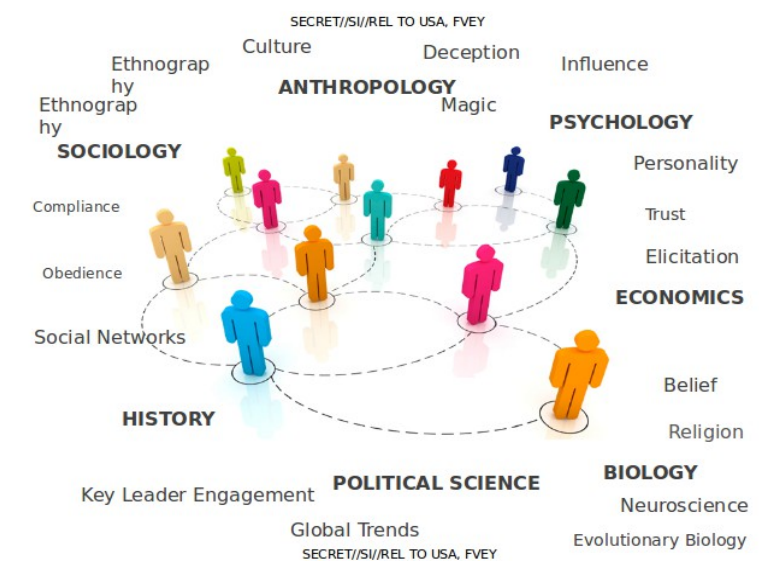 SECRET//SI//REL TO USA, FVEY
Culture
Deception
Ethnograp
hy
Influence
ANTHROPOLOGY
Ethnograp
hy
Magic
PSYCHOLOGY
SOCIOLOGY
Personality
Compliance
Trust
Elicitation
Obedience
ECONOMICS
Social Networks
Belief
HISTORY
Religion
BIOLOGY
POLITICAL SCIENCE
Key Leader Engagement
Neuroscience
Global Trends
Evolutionary Biology
SECRET//SI//REL TO USA, FVEY